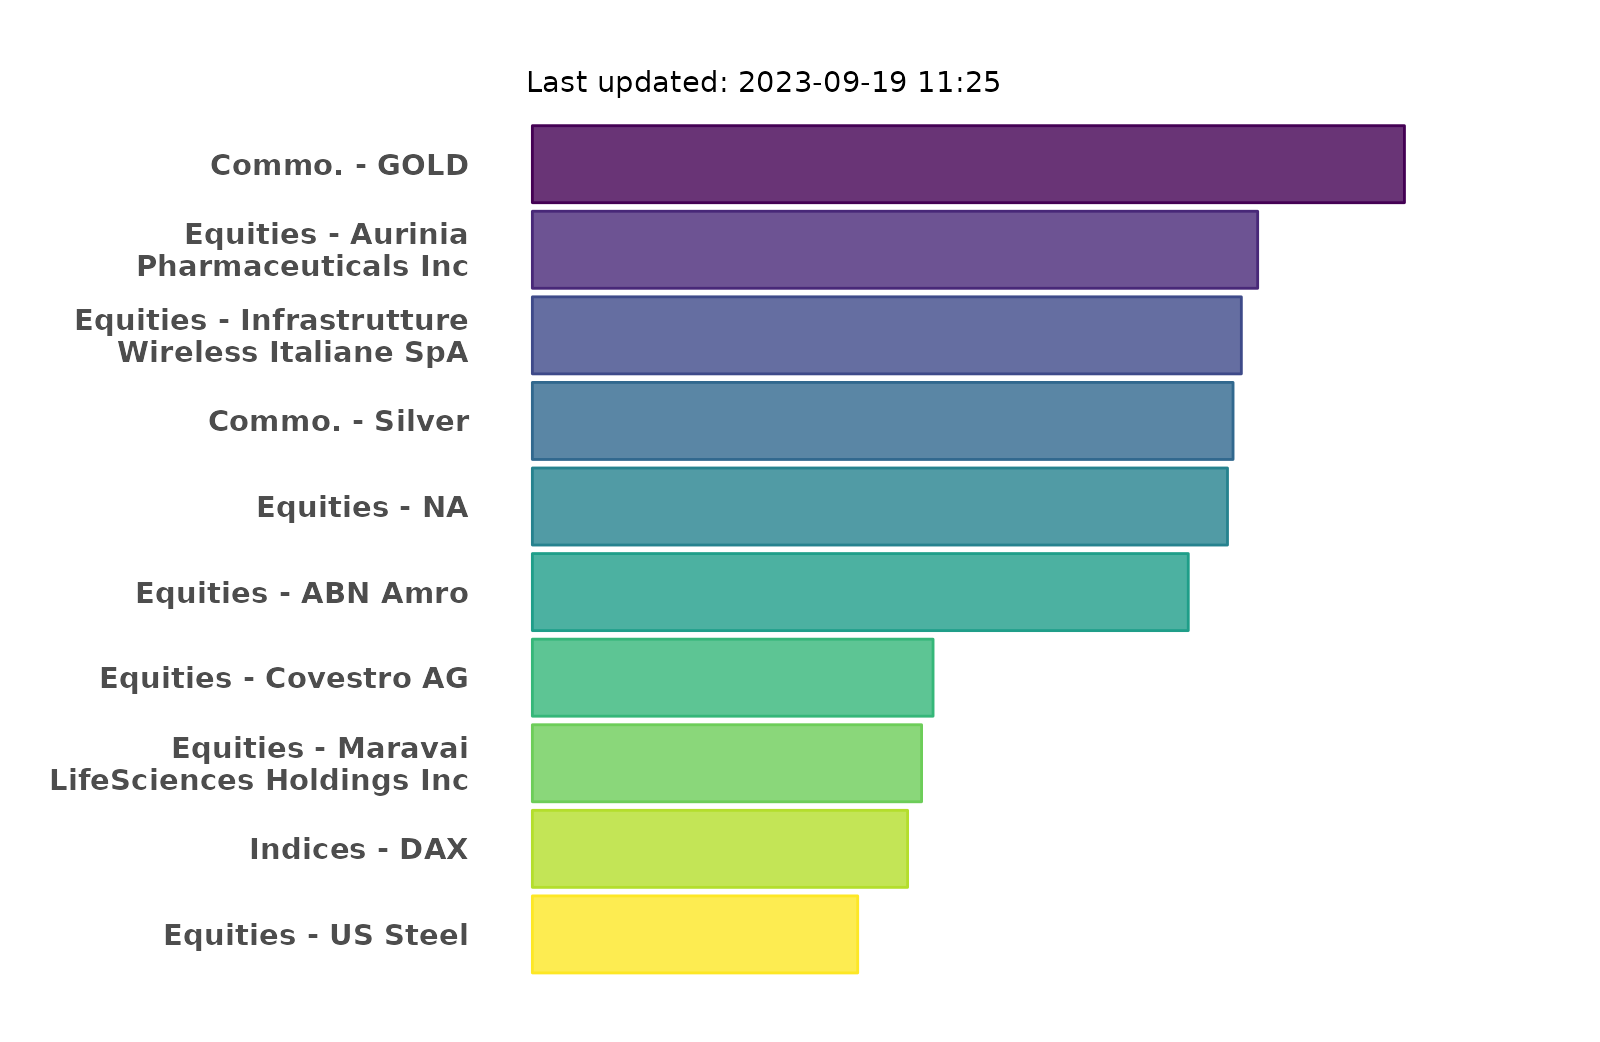 Last updated: 2023-09-19 11:25
Commo. - GOLD
Equities - Aurinia
Pharmaceuticals Inc
Equities - Infrastrutture
Wireless Italiane SpA
Commo. - Silver
Equities - NA
Equities - ABN Amro
Equities - Covestro AG
Equities - Maravai
LifeSciences Holdings Inc
Indices - DAX
Equities - US Steel